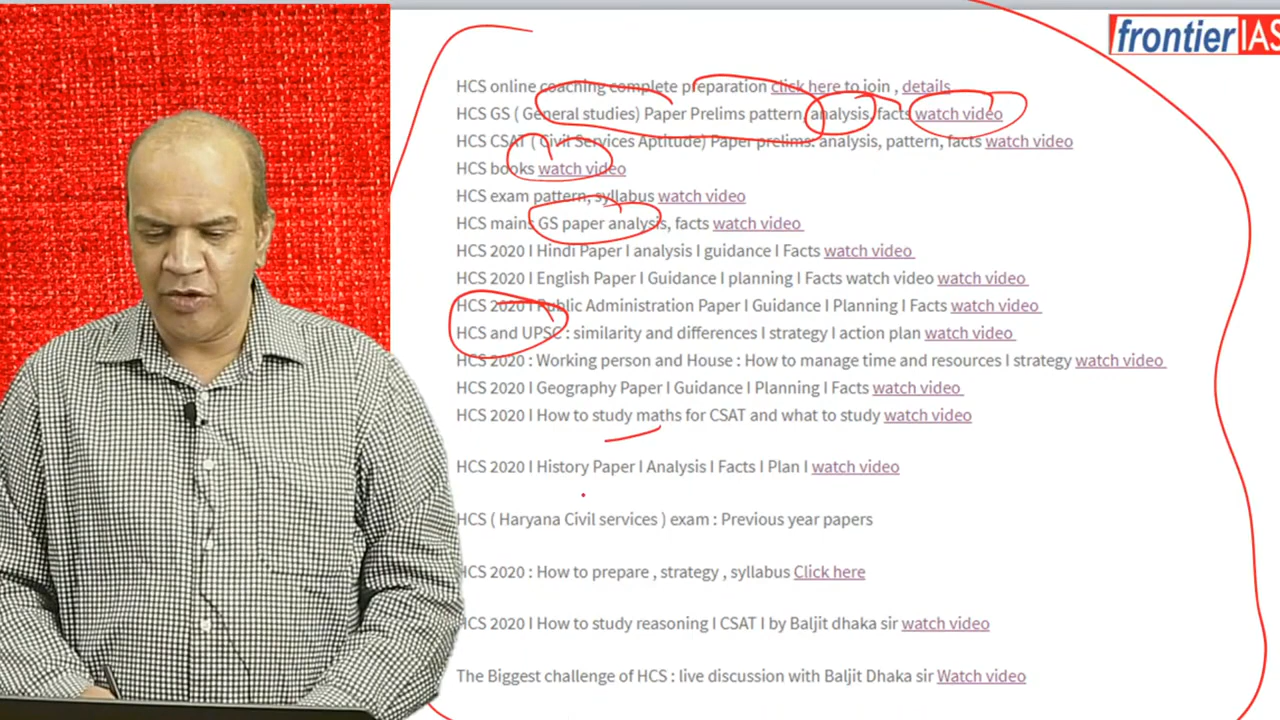 frontier IAS
HCS online coaching complete preparation click here to join , details
HCS GS ( General studies) Paper Prelims pattern, analysis, facts watch video
HCS CSAT ( Civil Services Aptitude) Paper prelims: analysis, pattern, facts watch video
HCS books watch video
HCS exam pattern, syllabus watch video
HCS mains GS paper analysis, facts watch video
HCS 2020 I Hindi Paper I analysis I guidance I Facts watch video
HCS 2020 I English Paper I Guidance I planning I Facts watch video watch video
HCS 2020 I Public Administration Paper I Guidance I Planning I Facts watch video
HCS and UPSC : similarity and differences I strategy I action plan watch video
HCS 2020 : Working person and House : How to manage time and resources I strategy watch video
HCS 2020 I Geography Paper I Guidance I Planning I Facts watch video
HCS 2020 I How to study maths for CSAT and what to study watch video
HCS 2020 I History Paper I Analysis I Facts I Plan I watch video
HCS ( Haryana Civil services ) exam : Previous year papers
HCS 2020 : How to prepare , strategy , syllabus Click here
HCS 2020 I How to study reasoning I CSAT I by Baljit dhaka sir watch video
The Biggest challenge of HCS : live discussion with Baljit Dhaka sir Watch video